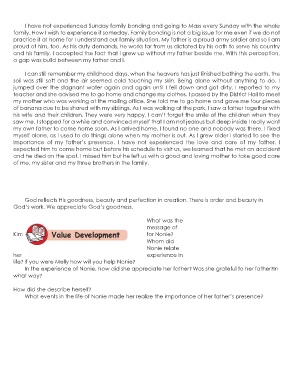 I have not experienced Sunday family bonding and going to Mass every Sunday with the whole
family. How I wish to experience it someday. Family bonding is not a big issue for me even if we do not
practice it at home for I understand our family situation. My father is a proud army soldier and so I am
proud of him, too. As his duty demands, he works far from us dictated by his oath to serve his country
and his family. I accepted the fact that I grew up without my father beside me. With this perception,
a gap was build between my father and I.
I can still remember my childhood days, when the heavens has just finished bathing the earth, the
soil was still soft and the air seemed cold touching my skin. Being alone without anything to do, I
jumped over the stagnant water again and again until I fell down and got dirty. I reported to my
teacher and she advised me to go home and change my clothes. I passed by the District Hall to meet
my mother who was working at the mailing office. She told me to go home and gave me four pieces
of banana cue to be shared with my siblings. As I was walking at the park, I saw a father together with
his wife and their children. They were having so much fun. I can't forget the smile of the children when they
saw me. I stopped for a while and convinced myself that I am not jealous but deep inside I really want
my own father to come home soon. As I arrived home, I found no one and nobody was there. I fixed
myself alone, as I used to do things alone when my mother is out. As I grew older I started to see the
importance of my father's presence. I have not experienced the love and care of my father. I
expected him to come home but before his schedule to visit us, we learned that he met an accident
and he died on the spot. I missed him but he left us with a good and loving mother to take good care
of me, my sister and my three brothers in the family.
God reflects His goodness, beauty and perfection in creation. There is order and beauty in
God's work. We appreciate God's goodness.
What was the
message of
Kim
Value Development
for Nonie?
Whom did
Nonie relate
her
experience in
life? If you were Melly how will you help Nonie?
In the experience of Nonie, how did she appreciate her father? Was she grateful to her father?In
what way?
How did she describe herself?
What events in the life of Nonie made her realize the importance of her father's presence?